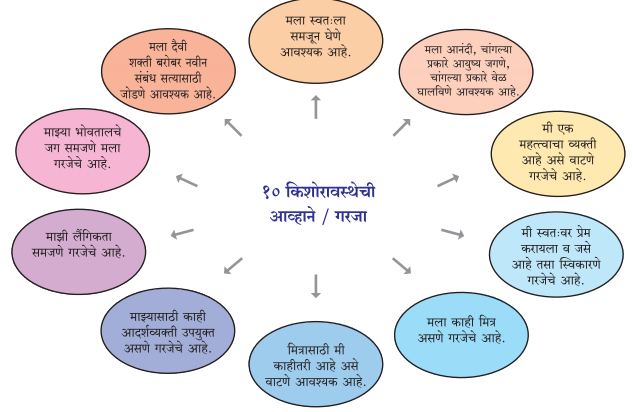 मला स्वतःला
समजून घेणे
आवश्यक आहे.
मला आनंदी, चांगल्या
प्रकारे आयुष्य जगणे,
चांगल्या प्रकारे वेळ
घालविणे आवश्यक आहे.
मी एक
महत्त्वाचा व्यक्ती
आहे असे वाटणे
गरजेचे आहे.
मी स्वतःवर प्रेम
करायला व जसे
आहे तसा स्विकारणे
गरजेचे आहे.
मला काही मित्र
असणे गरजेचे आहे.
मित्रासाठी मी
काहीतरी आहे असे
वाटणे आवश्यक आहे.
माझ्यासाठी काही
आदर्शव्यक्ती उपयुक्त
असणे गरजेचे आहे.
माझी लैंगिकता
समजणे गरजेचे आहे.
माझ्या भोवतालचे
जग समजणे मला
गरजेचे आहे.
मला दैवी
शक्ती बरोबर नवीन
संबंध सत्यासाठी
जोडणे आवश्यक आहे.
१० किशोरावस्थेची
आव्हाने / गरजा